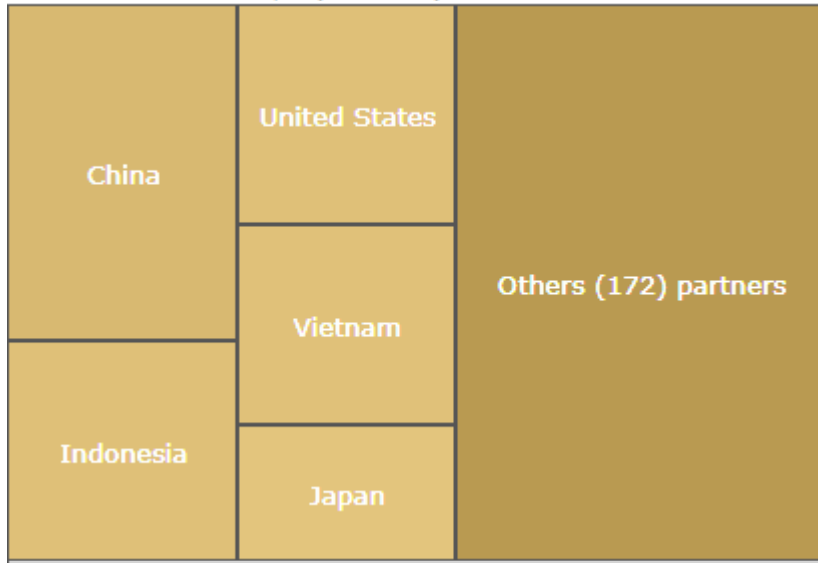 China
United States
Others (172) partners
Vietnam
Indonesia
Japan